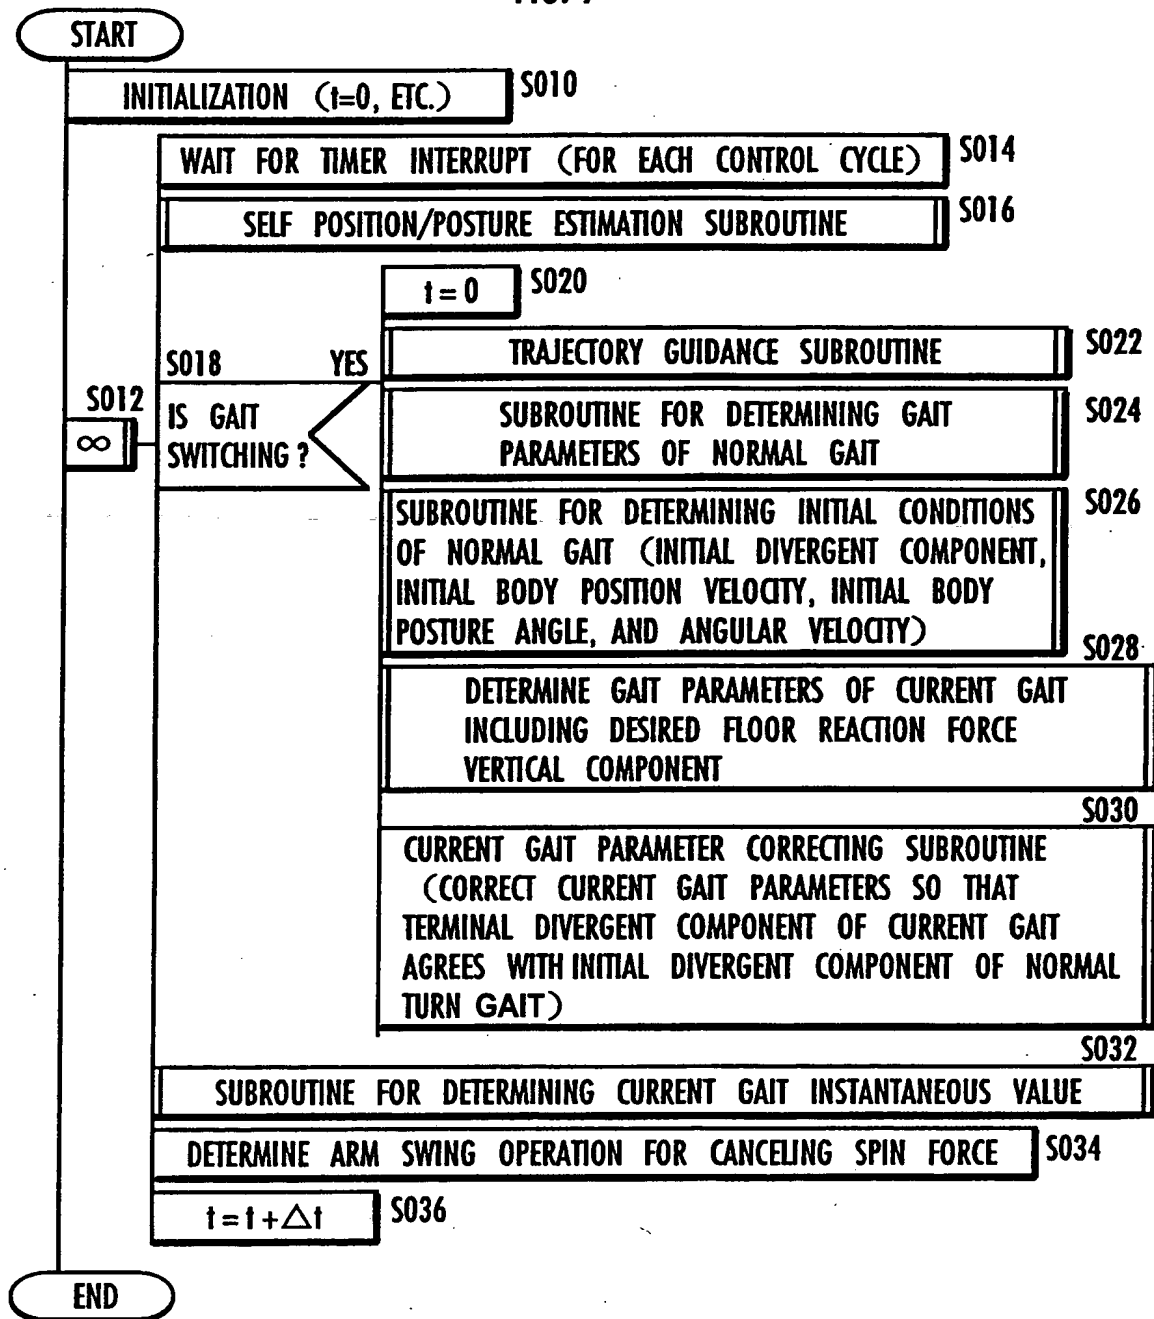 START
INITIALIZATION (t=0, ETC.) S010
WAIT FOR TIMER INTERRUPT (FOR EACH CONTROL CYCLE) S014
SELF POSITION/POSTURE ESTIMATION SUBROUTINE S016
t = 0 S020
TRAJECTORY GUIDANCE SUBROUTINE S022
S018 YES
S012
∞
IS GAIT
SWITCHING ?
SUBROUTINE FOR DETERMINING GAIT S024
PARAMETERS OF NORMAL GAIT
SUBROUTINE FOR DETERMINING INITIAL CONDITIONS S026
OF NORMAL GAIT (INITIAL DIVERGENT COMPONENT,
INITIAL BODY POSITION VELOCITY, INITIAL BODY
POSTURE ANGLE, AND ANGULAR VELOCITY)
S028
DETERMINE GAIT PARAMETERS OF CURRENT GAIT
INCLUDING DESIRED FLOOR REACTION FORCE
VERTICAL COMPONENT
S030
CURRENT GAIT PARAMETER CORRECTING SUBROUTINE
(CORRECT CURRENT GAIT PARAMETERS SO THAT
TERMINAL DIVERGENT COMPONENT OF CURRENT GAIT
AGREES WITH INITIAL DIVERGENT COMPONENT OF NORMAL
TURN GAIT)
S032
SUBROUTINE FOR DETERMINING CURRENT GAIT INSTANTANEOUS VALUE
DETERMINE ARM SWING OPERATION FOR CANCELING SPIN FORCE S034
t = t + △t S036
END